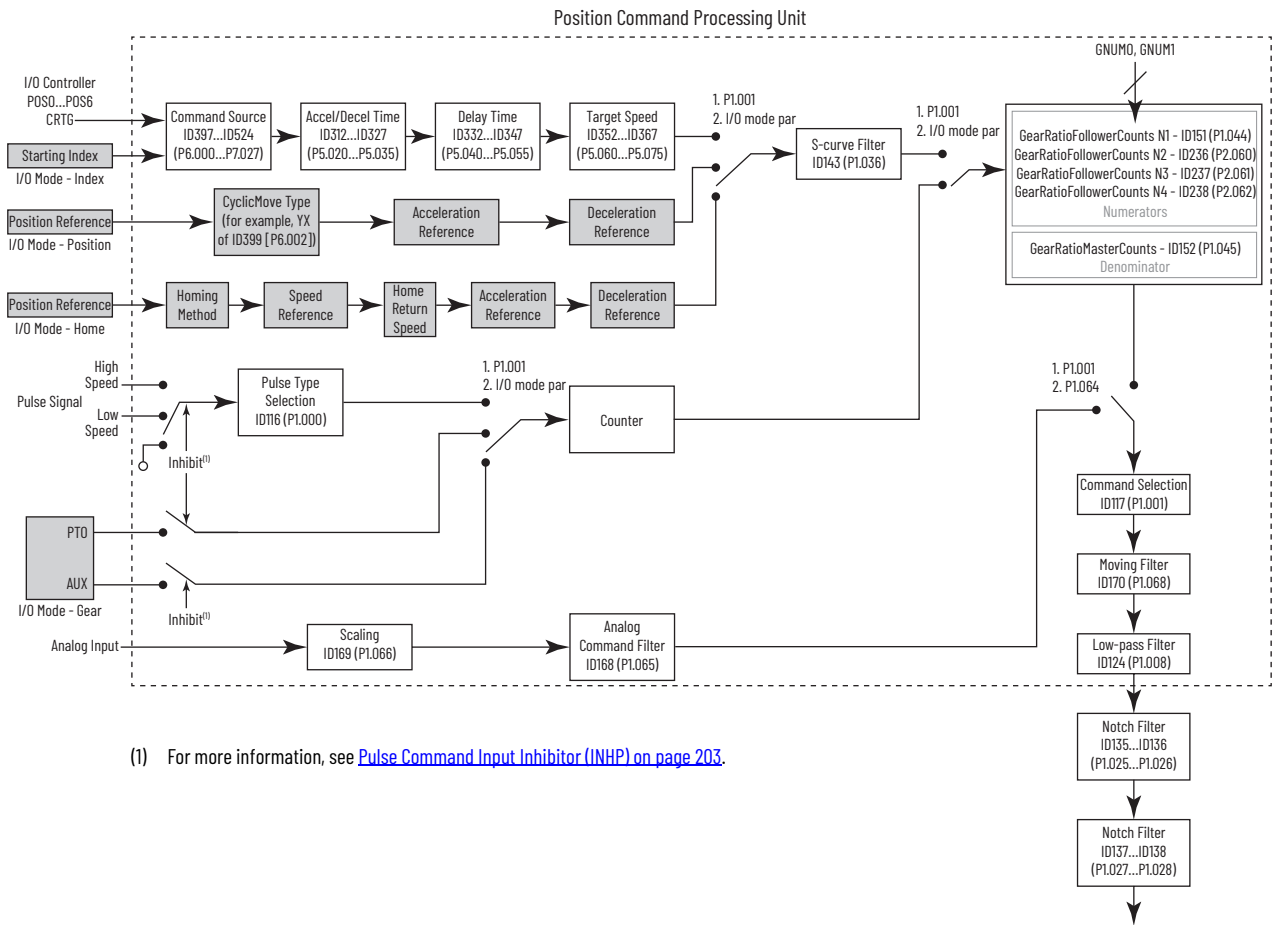 Position Command Processing Unit
GNUM0, GNUM1
I/O Controller
POS0...POS6
CRTG
Starting Index
I/O Mode - Index
Command Source
ID397...ID524
(P6.000...P7.027)
Accel/Decel Time
ID312...ID327
(P5.020...P5.035)
Delay Time
ID332...ID347
(P5.040...P5.055)
Target Speed
ID352...ID367
(P5.060...P5.075)
1. P1.001
2. I/O mode par
S-curve Filter
ID143 (P1.036)
1. P1.001
2. I/O mode par
GearRatioFollowerCounts N1 - ID151 (P1.044)
GearRatioFollowerCounts N2 - ID236 (P2.060)
GearRatioFollowerCounts N3 - ID237 (P2.061)
GearRatioFollowerCounts N4 - ID238 (P2.062)
Numerators
GearRatioMasterCounts - ID152 (P1.045)
Denominator
Position Reference
I/O Mode - Position
CyclicMove Type
(for example, YX
of ID399 [P6.002])
Acceleration
Reference
Deceleration
Reference
Position Reference
I/O Mode - Home
Homing
Method
Speed
Reference
Home
Return
Speed
Acceleration
Reference
Deceleration
Reference
Pulse Signal
High
Speed
Low
Speed
Pulse Type
Selection
ID116 (P1.000)
Inhibit(1)
1. P1.001
2. I/O mode par
Counter
1. P1.001
2. P1.064
PTO
AUX
I/O Mode - Gear
Inhibit(1)
Analog Input
Scaling
ID169 (P1.066)
Analog
Command Filter
ID168 (P1.065)
Command Selection
ID117 (P1.001)
Moving Filter
ID170 (P1.068)
Low-pass Filter
ID124 (P1.008)
Notch Filter
ID135...ID136
(P1.025...P1.026)
Notch Filter
ID137...ID138
(P1.027...P1.028)
(1) For more information, see Pulse Command Input Inhibitor (INHP) on page 203.